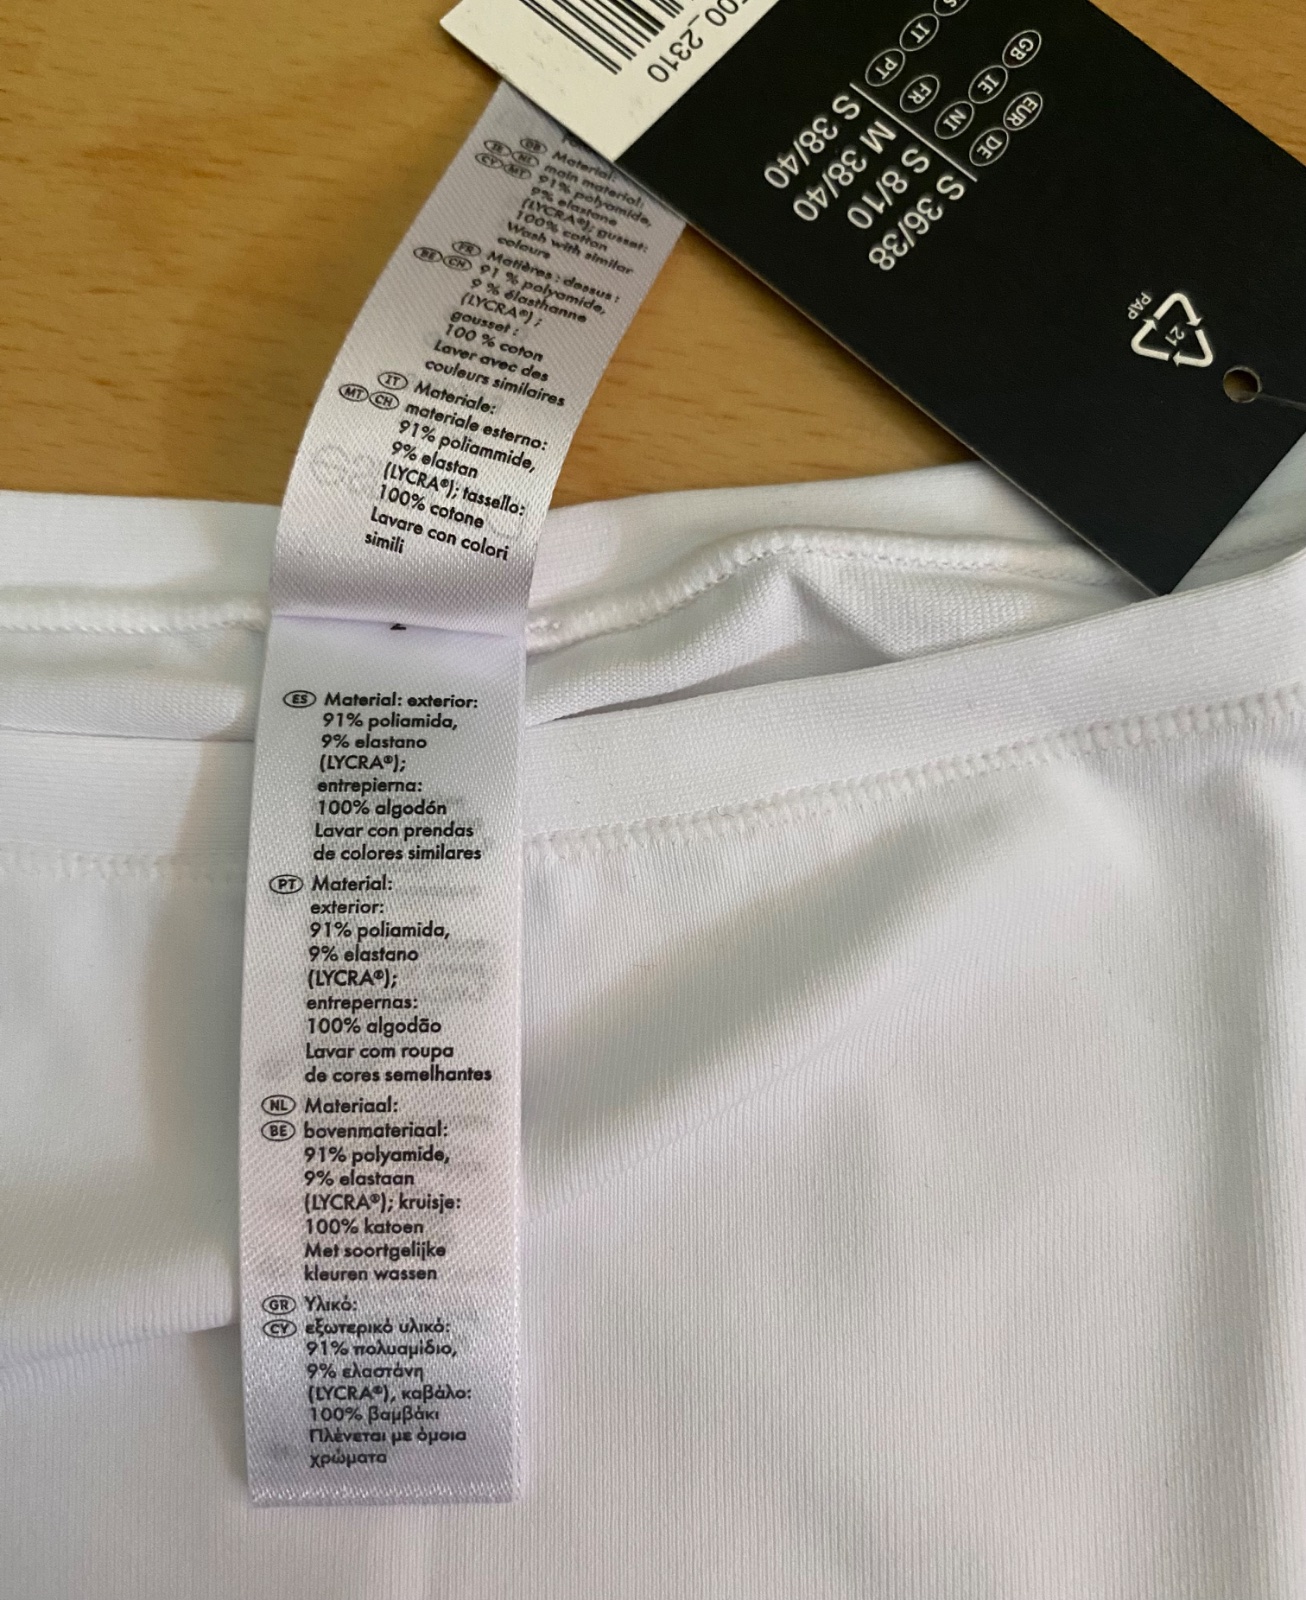 00_2310
ES
IT
PT
S 38/40
FR
M 38/40
GB
IE
NI
S 8/10
EUR
DE
S 36/38
21
PAP
GB Material:
IE NL main material:
CY MT 91% polyamide,
9% elastane
(LYCRA®); gusset:
100% cotton
Wash with similar
colours
FR Matières : dessus :
BE CH 91 % polyamide,
9 % élasthanne
(LYCRA®) ;
gousset :
100 % coton
Laver avec des
couleurs similaires
IT Materiale:
MT CH materiale esterno:
91% poliammide,
9% elastan
(LYCRA®); tassello:
100% cotone
Lavare con colori
simili
ES Material: exterior:
91% poliamida,
9% elastano
(LYCRA®);
entrepierna:
100% algodón
Lavar con prendas
de colores similares
PT Material:
exterior:
91% poliamida,
9% elastano
(LYCRA®);
entrepernas:
100% algodão
Lavar com roupa
de cores semelhantes
NL Materiaal:
BE bovenmateriaal:
91% polyamide,
9% elastaan
(LYCRA®); kruisje:
100% katoen
Met soortgelijke
kleuren wassen
GR Υλικό:
CY εξωτερικό υλικό:
91% πολυαμίδιο,
9% ελαστάνη
(LYCRA®), καβάλο:
100% βαμβάκι
Πλένεται με όμοια
χρώματα